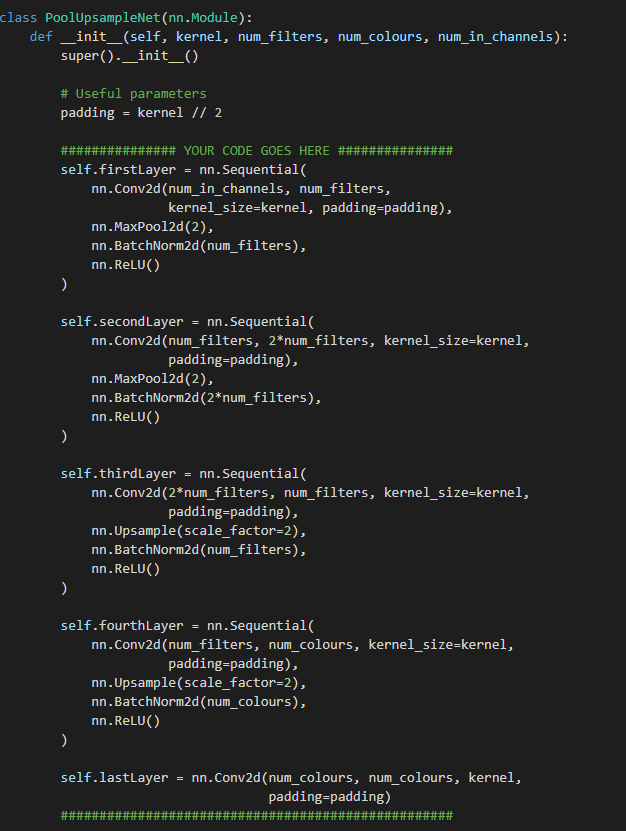 class PoolUpsampleNet(nn.Module):
    def __init__(self, kernel, num_filters, num_colours, num_in_channels):
        super().__init__()

        # Useful parameters
        padding = kernel // 2

        ############### YOUR CODE GOES HERE ###############
        self.firstLayer = nn.Sequential(
            nn.Conv2d(num_in_channels, num_filters,
                      kernel_size=kernel, padding=padding),
            nn.MaxPool2d(2),
            nn.BatchNorm2d(num_filters),
            nn.ReLU()
        )

        self.secondLayer = nn.Sequential(
            nn.Conv2d(num_filters, 2*num_filters, kernel_size=kernel,
                      padding=padding),
            nn.MaxPool2d(2),
            nn.BatchNorm2d(2*num_filters),
            nn.ReLU()
        )

        self.thirdLayer = nn.Sequential(
            nn.Conv2d(2*num_filters, num_filters, kernel_size=kernel,
                      padding=padding),
            nn.Upsample(scale_factor=2),
            nn.BatchNorm2d(num_filters),
            nn.ReLU()
        )

        self.fourthLayer = nn.Sequential(
            nn.Conv2d(num_filters, num_colours, kernel_size=kernel,
                      padding=padding),
            nn.Upsample(scale_factor=2),
            nn.BatchNorm2d(num_colours),
            nn.ReLU()
        )

        self.lastLayer = nn.Conv2d(num_colours, num_colours, kernel,
                                   padding=padding)
        ###################################################